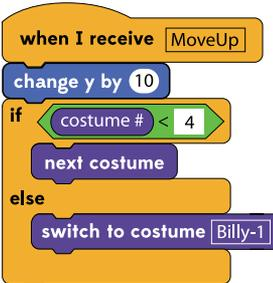 when I receive MoveUp
change y by 10
if costume # < 4
next costume
else
switch to costume Billy-1